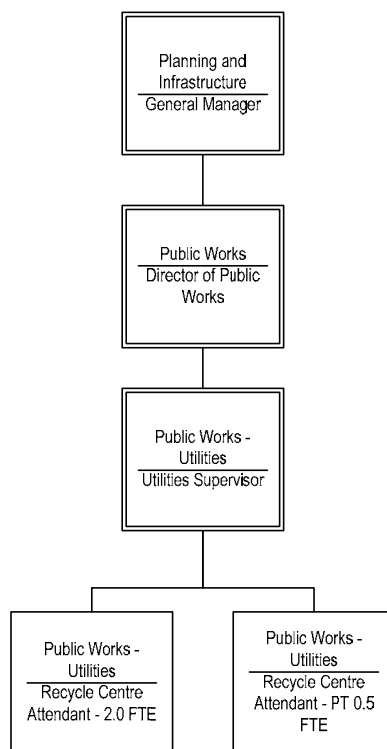 Planning and
Infrastructure
General Manager
Public Works
Director of Public
Works
Public Works -
Utilities
Utilities Supervisor
Public Works -
Utilities
Recycle Centre
Attendant - 2.0 FTE
Public Works -
Utilities
Recycle Centre
Attendant - PT 0.5
FTE